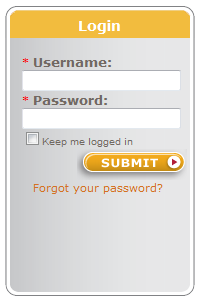 Login
* Username:
* Password:
Keep me logged in
SUBMIT
Forgot your password?